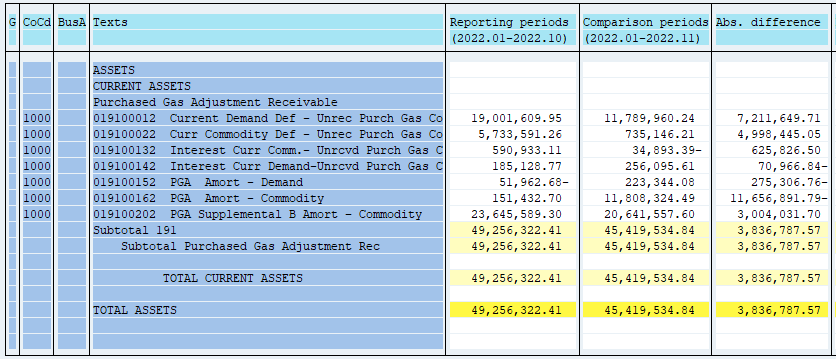 G CoCd BusA Texts Reporting periods Comparison periods Abs. difference
(2022.01-2022.10) (2022.01-2022.11)
ASSETS
CURRENT ASSETS
Purchased Gas Adjustment Receivable
1000 019100012 Current Demand Def - Unrec Purch Gas Co 19,001,609.95 11,789,960.24 7,211,649.71
1000 019100022 Curr Commodity Def - Unrec Purch Gas Co 5,733,591.26 735,146.21 4,998,445.05
1000 019100132 Interest Curr Comm.- Unrcvd Purch Gas C 590,933.11 34,893.39- 625,826.50
1000 019100142 Interest Curr Demand-Unrcvd Purch Gas C 185,128.77 256,095.61 70,966.84-
1000 019100152 PGA Amort - Demand 51,962.68- 223,344.08 275,306.76-
1000 019100162 PGA Amort - Commodity 151,432.70 11,808,324.49 11,656,891.79-
1000 019100202 PGA Supplemental B Amort - Commodity 23,645,589.30 20,641,557.60 3,004,031.70
Subtotal 191 49,256,322.41 45,419,534.84 3,836,787.57
Subtotal Purchased Gas Adjustment Rec 49,256,322.41 45,419,534.84 3,836,787.57
TOTAL CURRENT ASSETS 49,256,322.41 45,419,534.84 3,836,787.57
TOTAL ASSETS 49,256,322.41 45,419,534.84 3,836,787.57